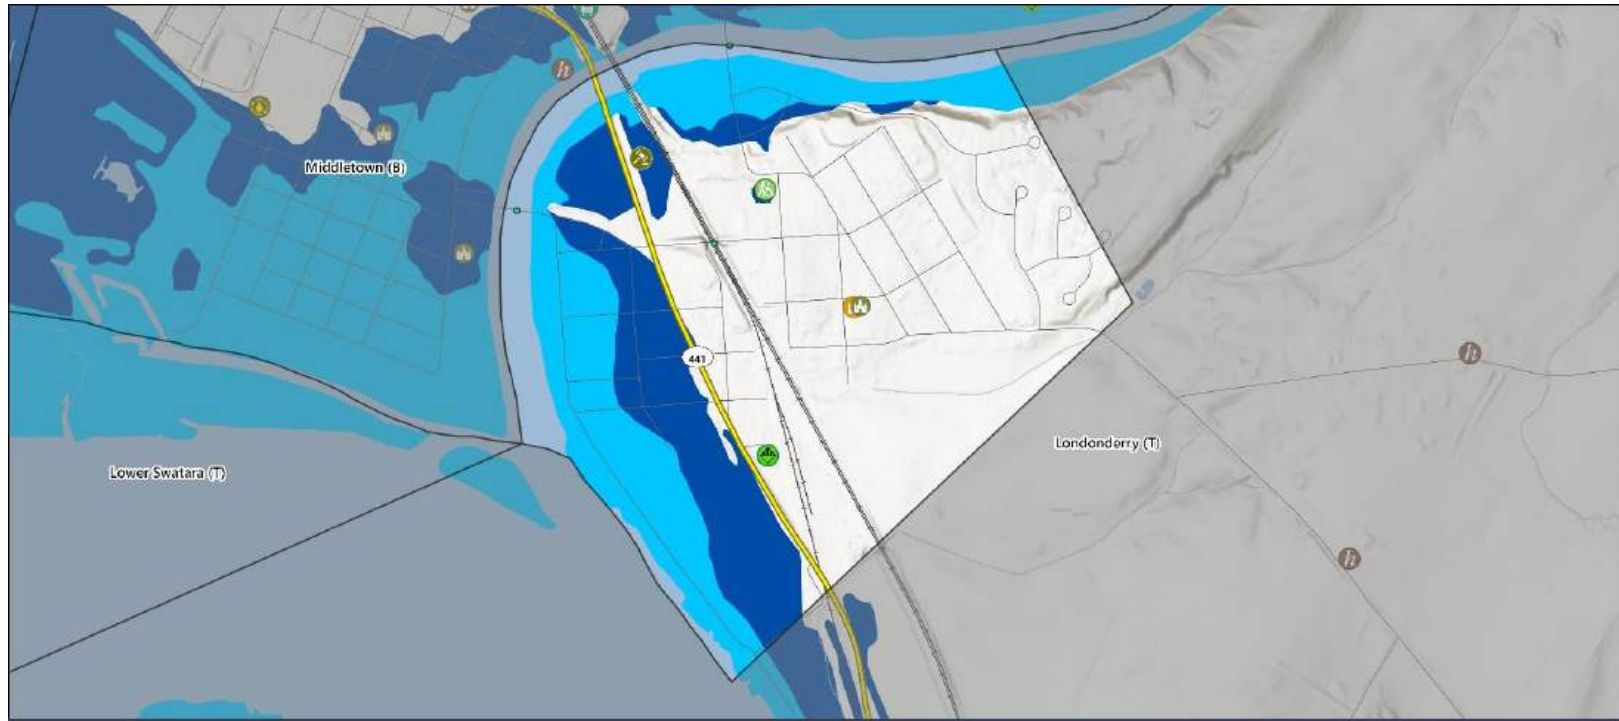 h
Middletown (B)
441
h
Londonderry (T)
Lower Swatara (T)
h